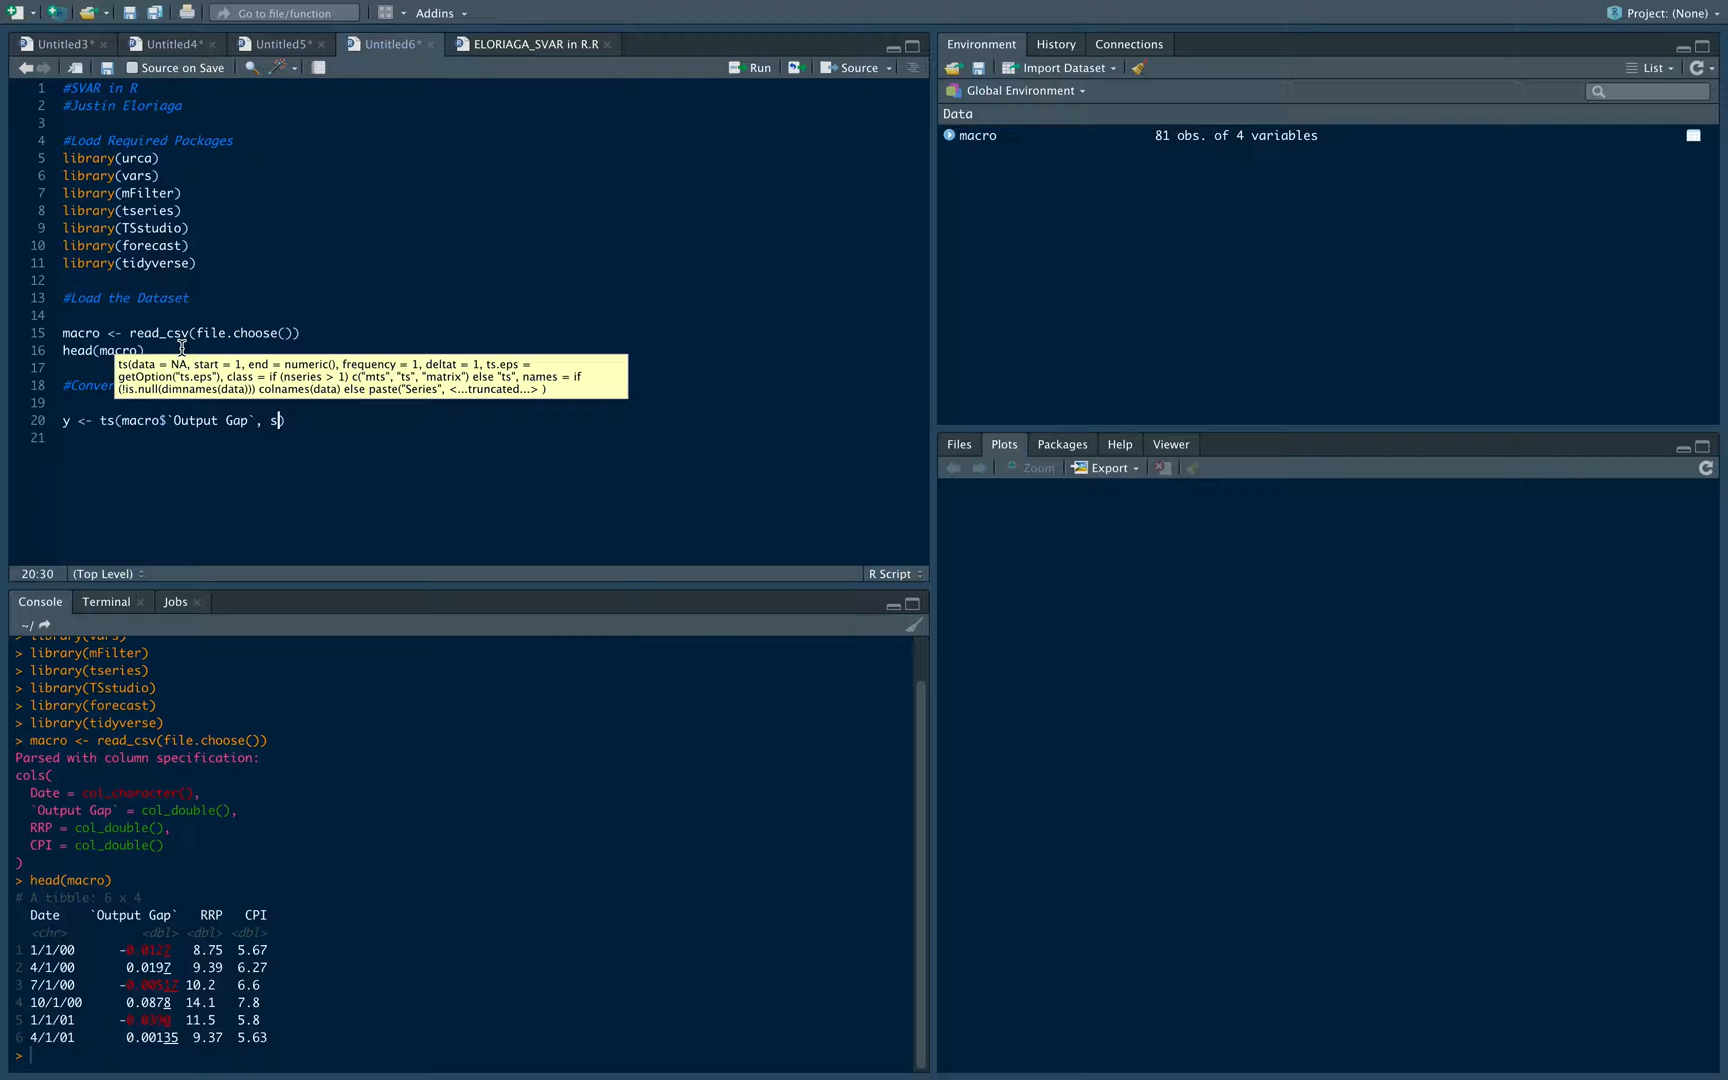 Go to file/function
Addins
Project: (None)
Untitled3*
Untitled4*
Untitled5*
Untitled6*
ELORIAGA_SVAR in R.R
Source on Save
Run
Source
1 #SVAR in R
2 #Justin Eloriaga
3
4 #Load Required Packages
5 library(urca)
6 library(vars)
7 library(mFilter)
8 library(tseries)
9 library(TSstudio)
10 library(forecast)
11 library(tidyverse)
12
13 #Load the Dataset
14
15 macro <- read_csv(file.choose())
16 head(macro)
17
ts(data = NA, start = 1, end = numeric(), frequency = 1, deltat = 1, ts.eps =
getOption("ts.eps"), class = if (nseries > 1) c("mts", "ts", "matrix") else "ts", names = if
(!is.null(dimnames(data))) colnames(data) else paste("Series", <...truncated...> )
18 #Conver
19
20 y <- ts(macro$`Output Gap`, s)
21
20:30
(Top Level)
R Script
Console
Terminal
Jobs
~/
> library(vars)
> library(mFilter)
> library(tseries)
> library(TSstudio)
> library(forecast)
> library(tidyverse)
> macro <- read_csv(file.choose())
Parsed with column specification:
cols(
Date = col_character(),
`Output Gap` = col_double(),
RRP = col_double(),
CPI = col_double()
)
> head(macro)
# A tibble: 6 x 4
Date `Output Gap` RRP CPI
<chr> <dbl> <dbl> <dbl>
1 1/1/00 -0.0127 8.75 5.67
2 4/1/00 0.0197 9.39 6.27
3 7/1/00 -0.00517 10.2 6.6
4 10/1/00 0.0878 14.1 7.8
5 1/1/01 -0.0390 11.5 5.8
6 4/1/01 0.00135 9.37 5.63
>
Environment
History
Connections
Import Dataset
List
Global Environment
Data
macro
81 obs. of 4 variables
Files
Plots
Packages
Help
Viewer
Zoom
Export